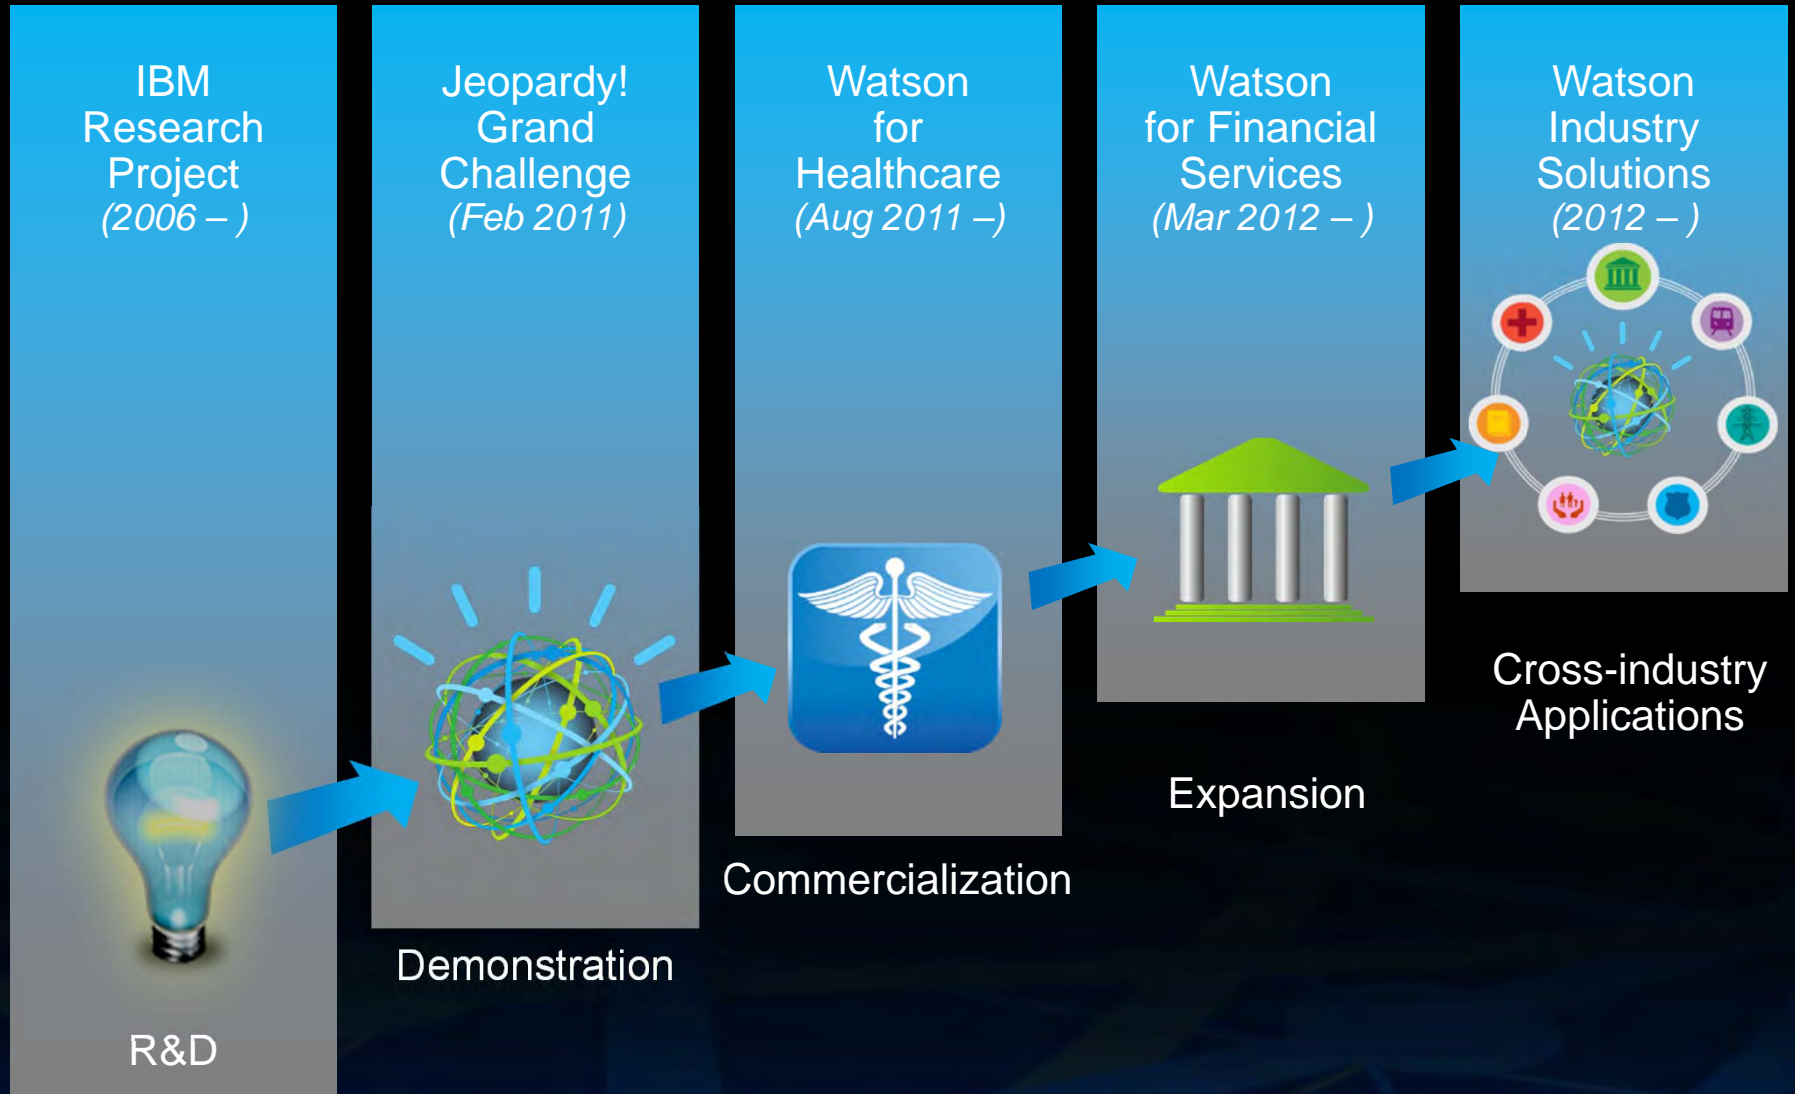 IBM
Research
Project
(2006 – )
R&D
Jeopardy!
Grand
Challenge
(Feb 2011)
Demonstration
Watson
for
Healthcare
(Aug 2011 –)
Commercialization
Watson
for Financial
Services
(Mar 2012 – )
Expansion
Watson
Industry
Solutions
(2012 – )
Cross-industry
Applications